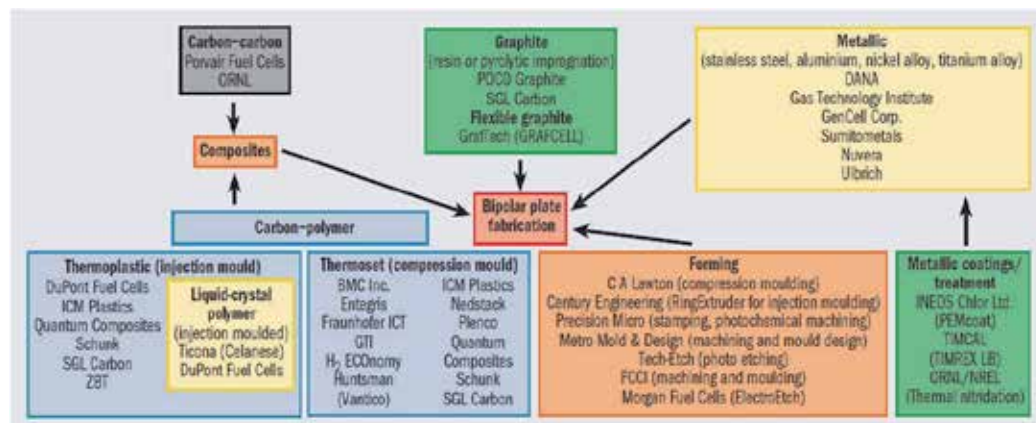 Carbon–carbon
Porvair Fuel Cells
ORNL
Graphite
(resin or pyrolytic impregnation)
POCO Graphite
SGL Carbon
Flexible graphite
GrafTech (GRAFCELL)
Metallic
(stainless steel, aluminium, nickel alloy, titanium alloy)
DANA
Gas Technology Institute
GenCell Corp.
Sumitometals
Nuvera
Ulbrich
Composites
Bipolar plate
fabrication
Carbon–polymer
Thermoplastic (injection mould)
DuPont Fuel Cells
ICM Plastics
Quantum Composites
Schunk
SGL Carbon
ZBT
Liquid-crystal
polymer
(injection moulded)
Ticona (Celanese)
DuPont Fuel Cells
Thermoset (compression mould)
BMC Inc.
Entegris
Fraunhofer ICT
GTI
H₂ ECOnomy
Huntsman
(Vantico)
ICM Plastics
Nedstack
Plenco
Quantum
Composites
Schunk
SGL Carbon
Forming
C A Lawton (compression moulding)
Century Engineering (RingExtruder for injection moulding)
Precision Micro (stamping, photochemical machining)
Metro Mold & Design (machining and mould design)
Tech-Etch (photo etching)
FCCI (machining and moulding)
Morgan Fuel Cells (ElectroEtch)
Metallic coatings/
treatment
INEOS Chlor Ltd.
(PEMcoat)
TIMCAL
(TIMREX LB)
ORNL/NREL
(Thermal nitridation)